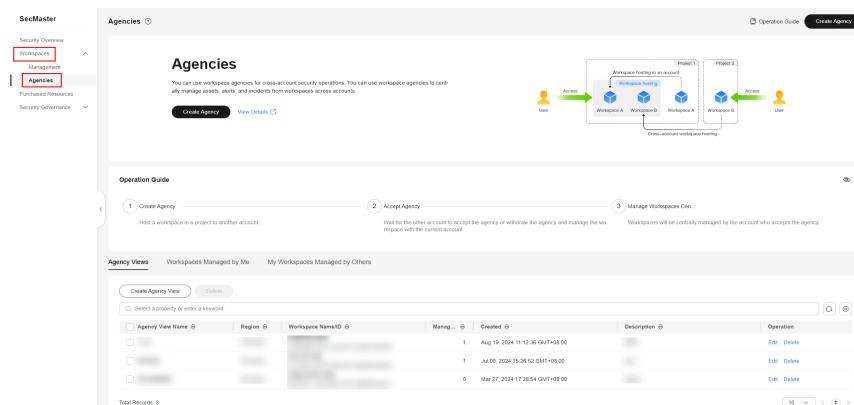 SecMaster
Agencies
Operation Guide
Create Agency
Security Overview
Workspaces
Management
Agencies
Purchased Resources
Security Governance
Agencies
You can use workspace agencies for cross-account security operations. You can use workspace agencies to centr
ally manage assets, alerts, and incidents from workspaces across accounts.
Create Agency
View Details
Project 1
Project 2
Workspace hosting in an account
Workspace hosting
Access
Access
User
Workspace A
Workspace B
Workspace A
Workspace B
User
Cross-account workspace hosting
Operation Guide
1 Create Agency
Host a workspace in a project to another account.
2 Accept Agency
Wait for the other account to accept the agency or withdraw the agency and manage the wo
rkspace with the current account.
3 Manage Workspaces Cen...
Workspaces will be centrally managed by the account who accepts the agency.
Agency Views Workspaces Managed by Me My Workspaces Managed by Others
Create Agency View Delete
Select a property or enter a keyword
Agency View Name Region Workspace Name/ID Manag... Created Description Operation
1 Aug 19, 2024 11:12:36 GMT+08:00 Edit Delete
1 Jul 08, 2024 15:26:52 GMT+08:00 Edit Delete
0 Mar 27, 2024 17:28:54 GMT+08:00 Edit Delete
Total Records: 3
10 < 1 >